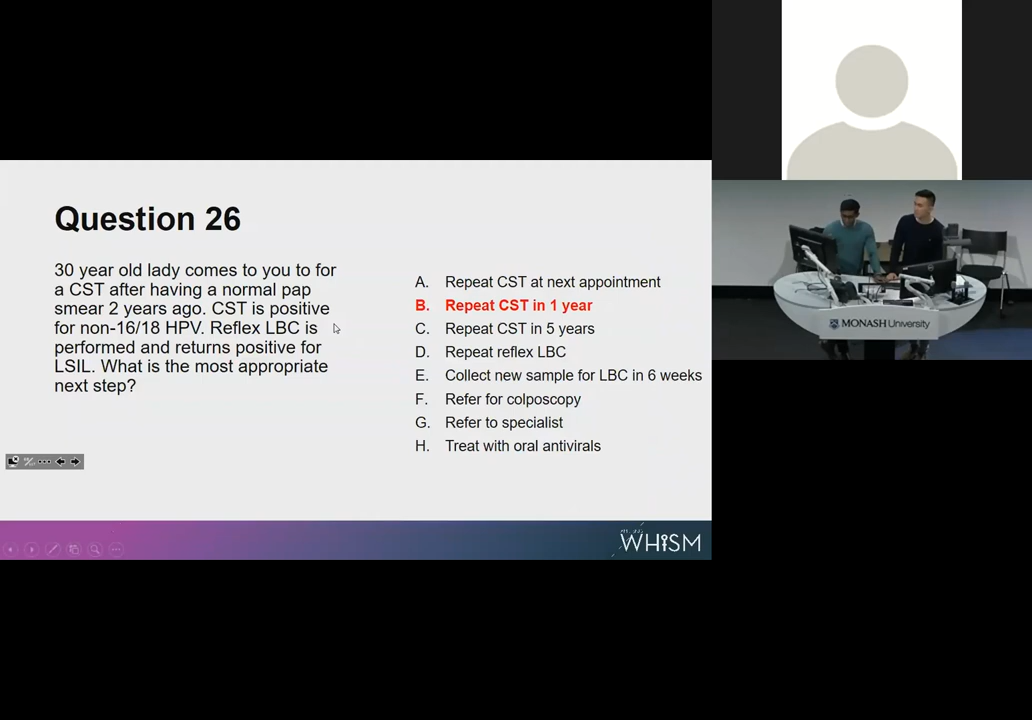 Question 26
30 year old lady comes to you to for
a CST after having a normal pap
smear 2 years ago. CST is positive
for non-16/18 HPV. Reflex LBC is
performed and returns positive for
LSIL. What is the most appropriate
next step?
A. Repeat CST at next appointment
B. Repeat CST in 1 year
C. Repeat CST in 5 years
D. Repeat reflex LBC
E. Collect new sample for LBC in 6 weeks
F. Refer for colposcopy
G. Refer to specialist
H. Treat with oral antivirals
WHiSM
MONASH University